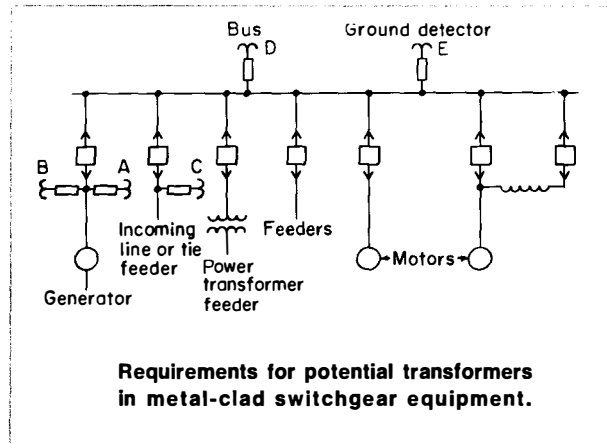 Bus
D
Ground detector
E
B
A
C
Incoming
line or tie
feeder
Feeders
Power
transformer
feeder
Motors
Generator
Requirements for potential transformers
in metal-clad switchgear equipment.